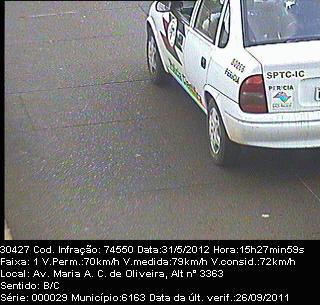 00265
PERÍCIA
SPTC-IC
PERÍCIA
30427 Cod. Infração: 74550 Data:31/5/2012 Hora:15h27min59s
Faixa: 1 V.Perm.:70km/h V.medida:79km/h V.consid.:72km/h
Local: Av. Maria A. C. de Oliveira, Alt nº 3363
Sentido: B/C
Série: 000029 Município:6163 Data da últ. verif.:26/09/2011